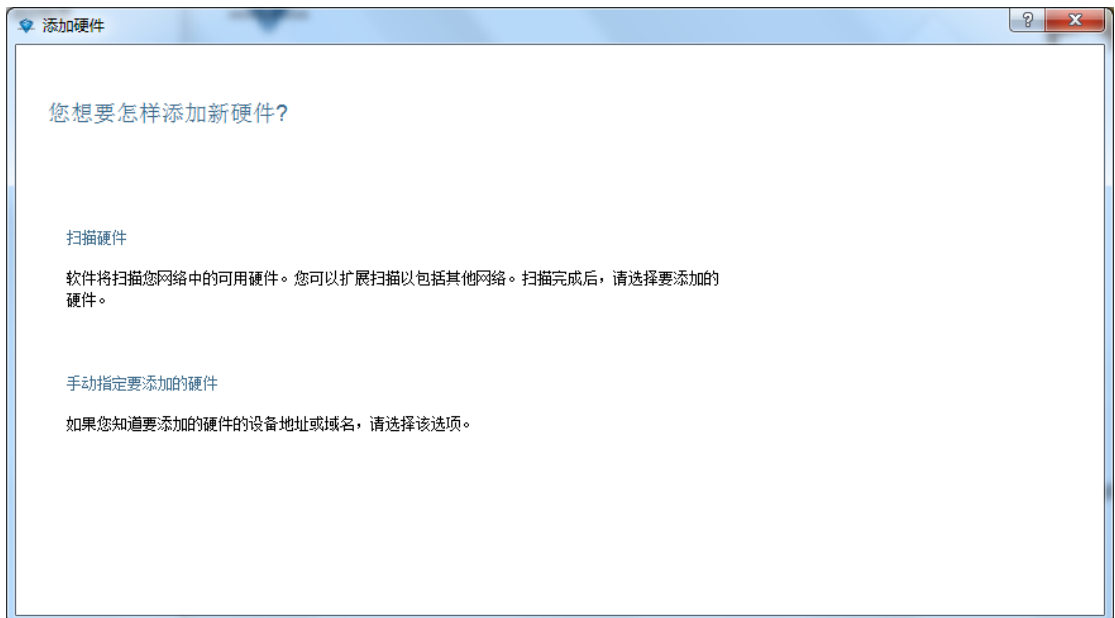 添加硬件
您想要怎样添加新硬件?
扫描硬件
软件将扫描您网络中的可用硬件。您可以扩展扫描以包括其他网络。扫描完成后，请选择要添加的
硬件。
手动指定要添加的硬件
如果您知道要添加的硬件的设备地址或域名，请选择该选项。